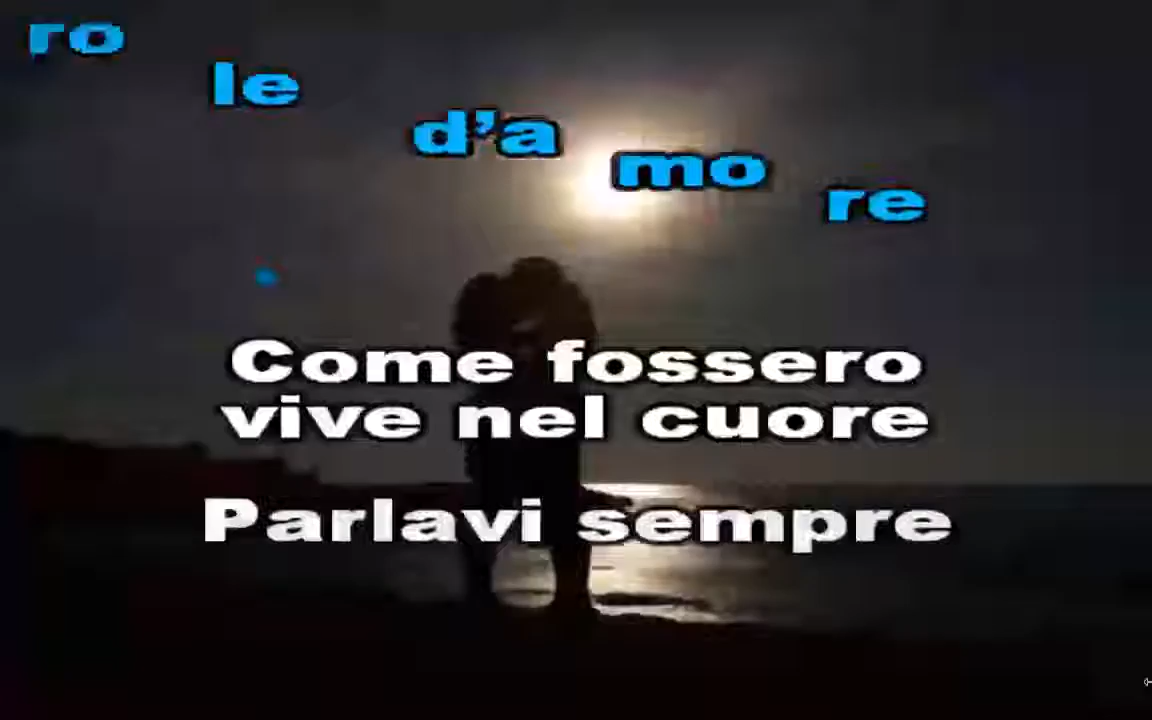 ro le d’a mo re
Come fossero
vive nel cuore
Parlavi sempre